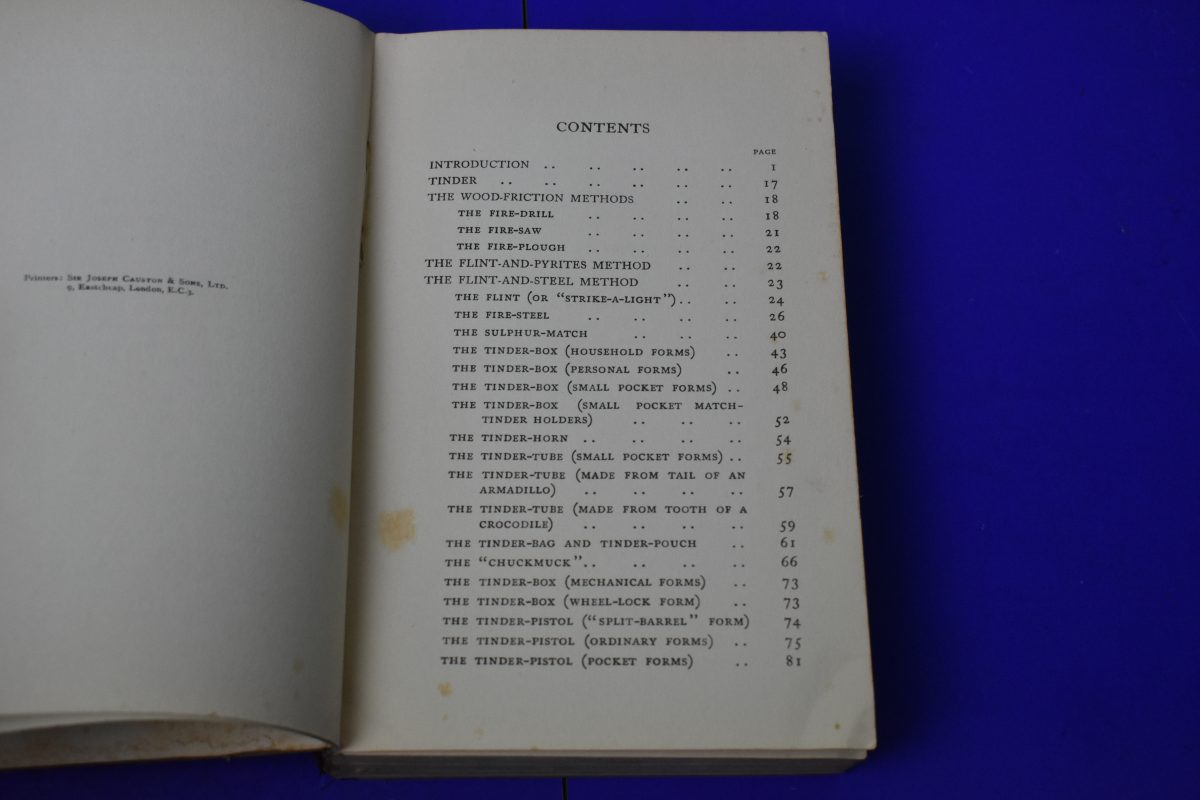 Printers: Sir Joseph Causton & Sons, Ltd.
9, Eastcheap, London, E.C.3.
CONTENTS
PAGE
INTRODUCTION .. .. .. .. .. 1
TINDER .. .. .. .. .. .. 17
THE WOOD-FRICTION METHODS .. .. 18
THE FIRE-DRILL .. .. .. .. 18
THE FIRE-SAW .. .. .. .. 21
THE FIRE-PLOUGH .. .. .. .. 22
THE FLINT-AND-PYRITES METHOD .. .. 22
THE FLINT-AND-STEEL METHOD .. .. 23
THE FLINT (OR "STRIKE-A-LIGHT") .. .. 24
THE FIRE-STEEL .. .. .. .. 26
THE SULPHUR-MATCH .. .. .. 40
THE TINDER-BOX (HOUSEHOLD FORMS) .. 43
THE TINDER-BOX (PERSONAL FORMS) .. 46
THE TINDER-BOX (SMALL POCKET FORMS) .. 48
THE TINDER-BOX (SMALL POCKET MATCH-
TINDER HOLDERS) .. .. .. 52
THE TINDER-HORN .. .. .. .. 54
THE TINDER-TUBE (SMALL POCKET FORMS) .. 55
THE TINDER-TUBE (MADE FROM TAIL OF AN
ARMADILLO) .. .. .. .. 57
THE TINDER-TUBE (MADE FROM TOOTH OF A
CROCODILE) .. .. .. .. 59
THE TINDER-BAG AND TINDER-POUCH .. 61
THE "CHUCKMUCK" .. .. .. .. 66
THE TINDER-BOX (MECHANICAL FORMS) .. 73
THE TINDER-BOX (WHEEL-LOCK FORM) .. 73
THE TINDER-PISTOL ("SPLIT-BARREL" FORM) 74
THE TINDER-PISTOL (ORDINARY FORMS) .. 75
THE TINDER-PISTOL (POCKET FORMS) .. 81